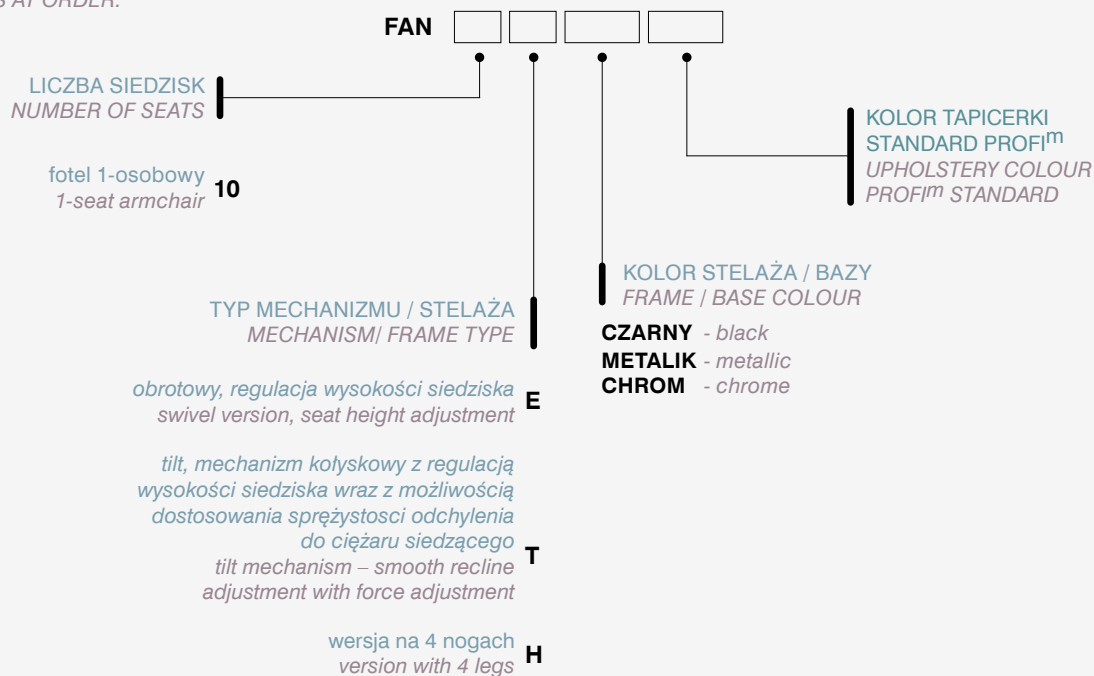 S AT ORDER.
FAN
LICZBA SIEDZISK
NUMBER OF SEATS
fotel 1-osobowy
1-seat armchair
10
KOLOR TAPICERKI
STANDARD PROFIm
UPHOLSTERY COLOUR
PROFIm STANDARD
KOLOR STELAŻA / BAZY
FRAME / BASE COLOUR
CZARNY - black
METALIK - metallic
CHROM - chrome
TYP MECHANIZMU / STELAŻA
MECHANISM/ FRAME TYPE
obrotowy, regulacja wysokości siedziska
swivel version, seat height adjustment
E
tilt, mechanizm kołyskowy z regulacją
wysokości siedziska wraz z możliwością
dostosowania sprężystosci odchylenia
do ciężaru siedzącego
tilt mechanism – smooth recline
adjustment with force adjustment
T
wersja na 4 nogach
version with 4 legs
H